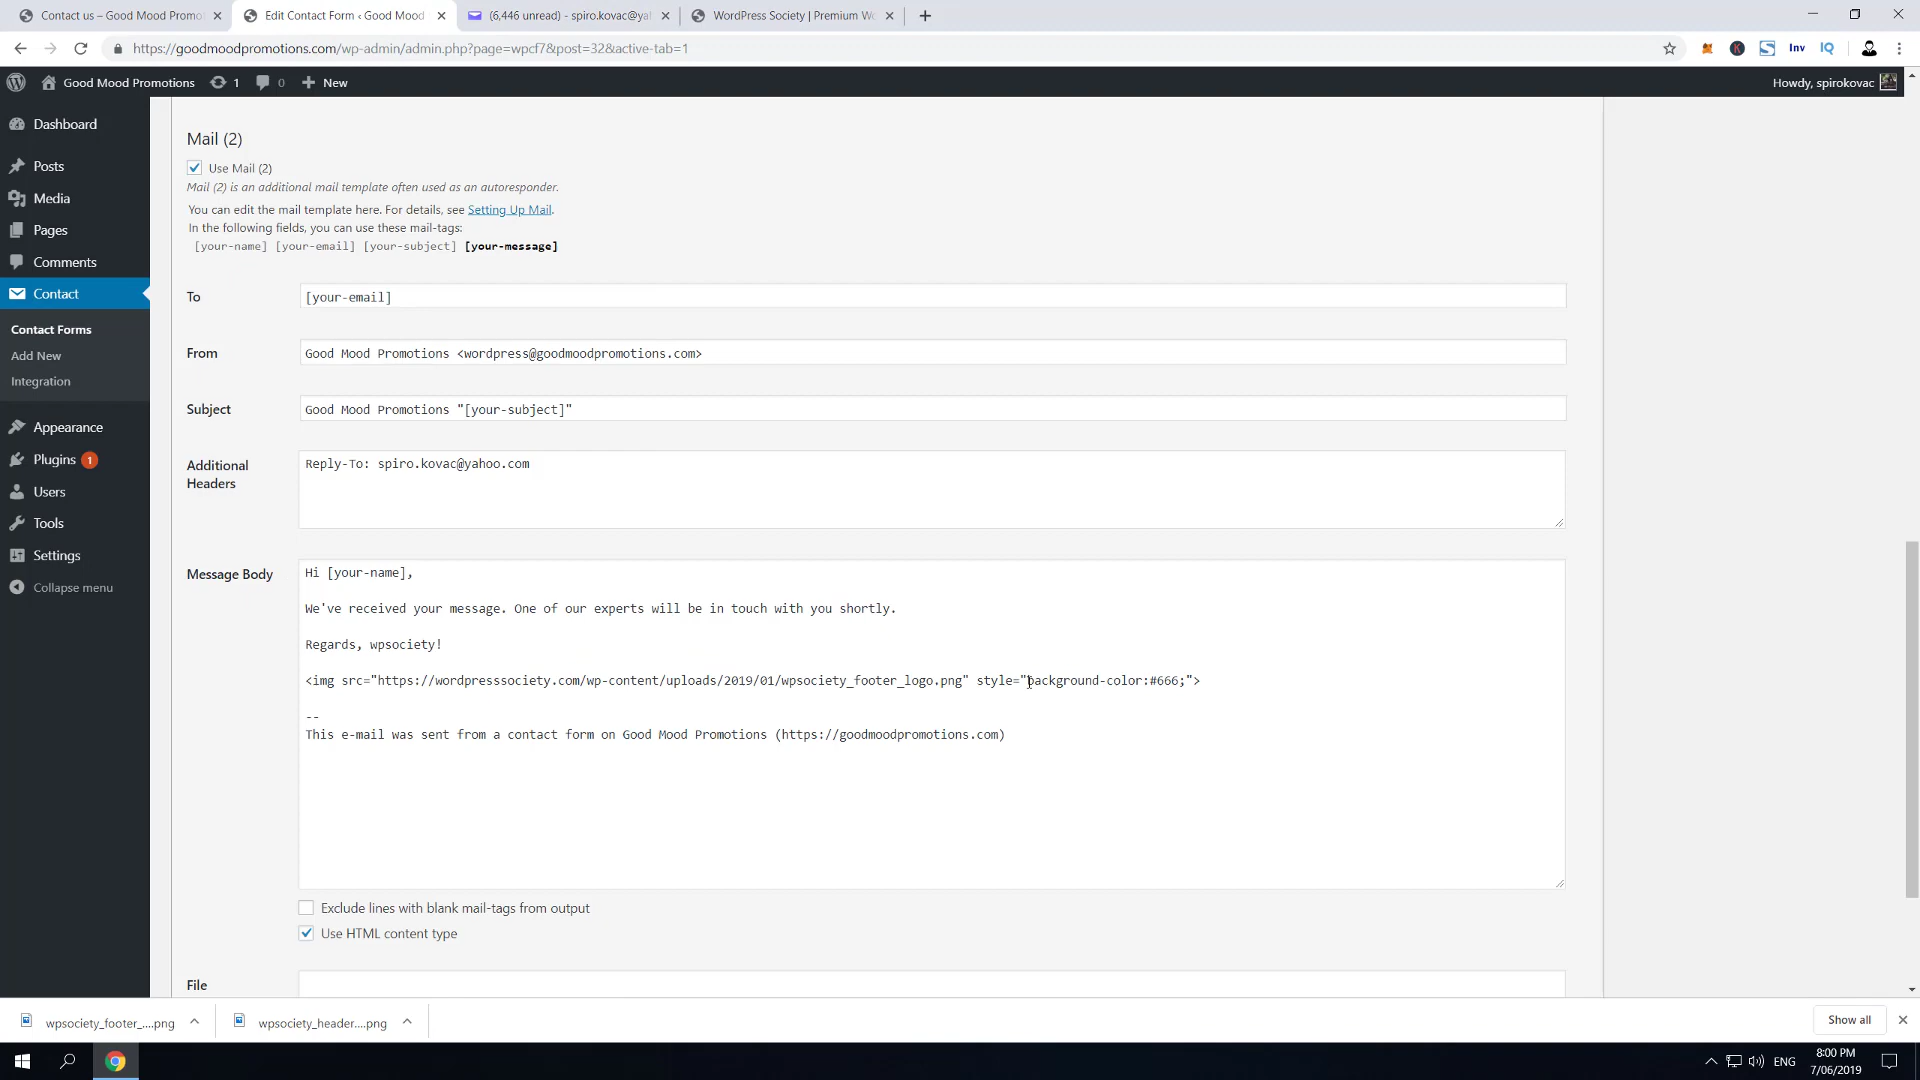 Contact us – Good Mood Promot
Edit Contact Form ‹ Good Mood
(6,446 unread) - spiro.kovac@ya
WordPress Society | Premium Wo
https://goodmoodpromotions.com/wp-admin/admin.php?page=wpcf7&post=32&active-tab=1
Inv
IQ
Good Mood Promotions
1
0
New
Howdy, spirokovac
Dashboard
Posts
Media
Pages
Comments
Contact
Contact Forms
Add New
Integration
Appearance
Plugins 1
Users
Tools
Settings
Collapse menu
Mail (2)
Use Mail (2)
Mail (2) is an additional mail template often used as an autoresponder.
You can edit the mail template here. For details, see Setting Up Mail.
In the following fields, you can use these mail-tags:
[your-name] [your-email] [your-subject] [your-message]
To
[your-email]
From
Good Mood Promotions <wordpress@goodmoodpromotions.com>
Subject
Good Mood Promotions "[your-subject]"
Additional
Headers
Reply-To: spiro.kovac@yahoo.com
Message Body
Hi [your-name],
We've received your message. One of our experts will be in touch with you shortly.
Regards, wpsociety!
<img src="https://wordpresssociety.com/wp-content/uploads/2019/01/wpsociety_footer_logo.png" style="background-color:#666;">
--
This e-mail was sent from a contact form on Good Mood Promotions (https://goodmoodpromotions.com)
Exclude lines with blank mail-tags from output
Use HTML content type
File
wpsociety_footer_....png
wpsociety_header....png
Show all
ENG
8:00 PM
7/06/2019